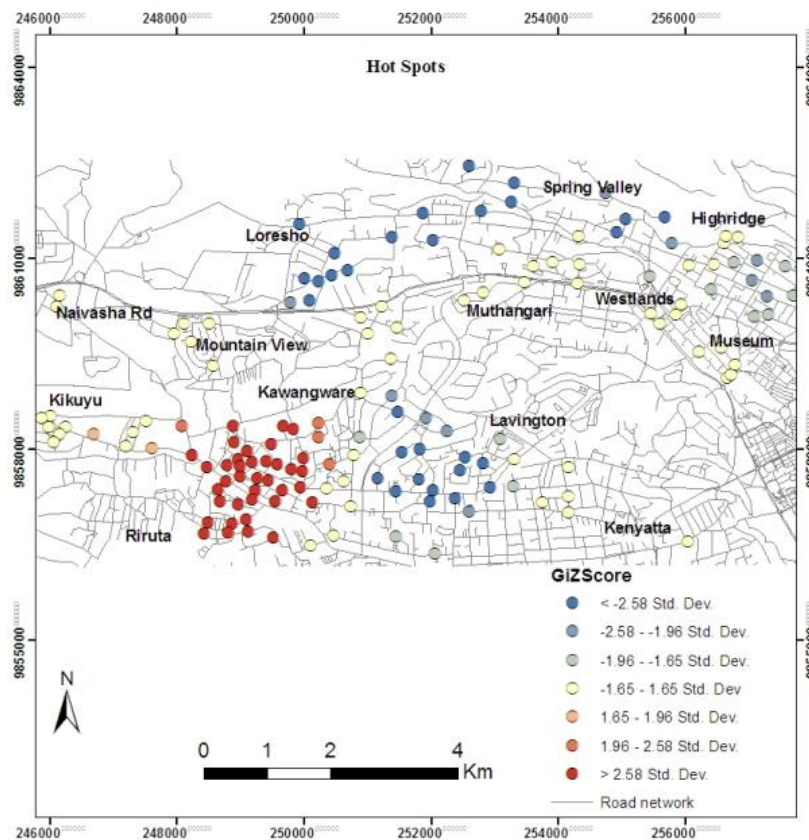 246000 248000 250000 252000 254000 256000
Hot Spots
9864000
9864000
Spring Valley
Highridge
Loresho
9861000
9861000
Westlands
Naivasha Rd
Muthangari
Mountain View
Museum
Kawangware
Kikuyu
Lavington
9858000
9858000
Riruta
Kenyatta
GiZScore
< -2.58 Std. Dev.
-2.58 - -1.96 Std. Dev.
-1.96 - -1.65 Std. Dev.
-1.65 - 1.65 Std. Dev
1.65 - 1.96 Std. Dev.
1.96 - 2.58 Std. Dev.
> 2.58 Std. Dev.
Road network
9855000
9855000
N
0 1 2 4
Km
246000 248000 250000 252000 254000 256000